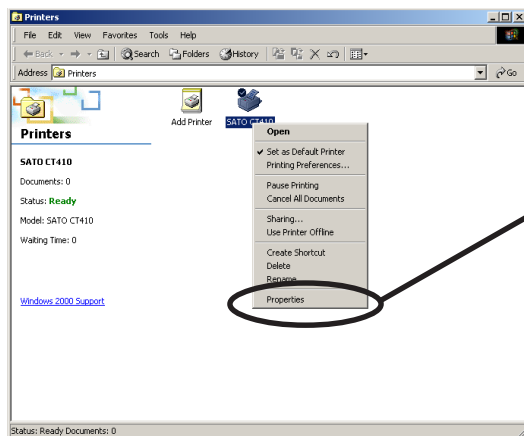 Printers
File Edit View Favorites Tools Help
Back Search Folders History
Address Printers Go
Printers
SATO CT410
Documents: 0
Status: Ready
Model: SATO CT410
Waiting Time: 0
Windows 2000 Support
Add Printer
SATO CT410
Open
Set as Default Printer
Printing Preferences...
Pause Printing
Cancel All Documents
Sharing...
Use Printer Offline
Create Shortcut
Delete
Rename
Properties
Status: Ready Documents: 0